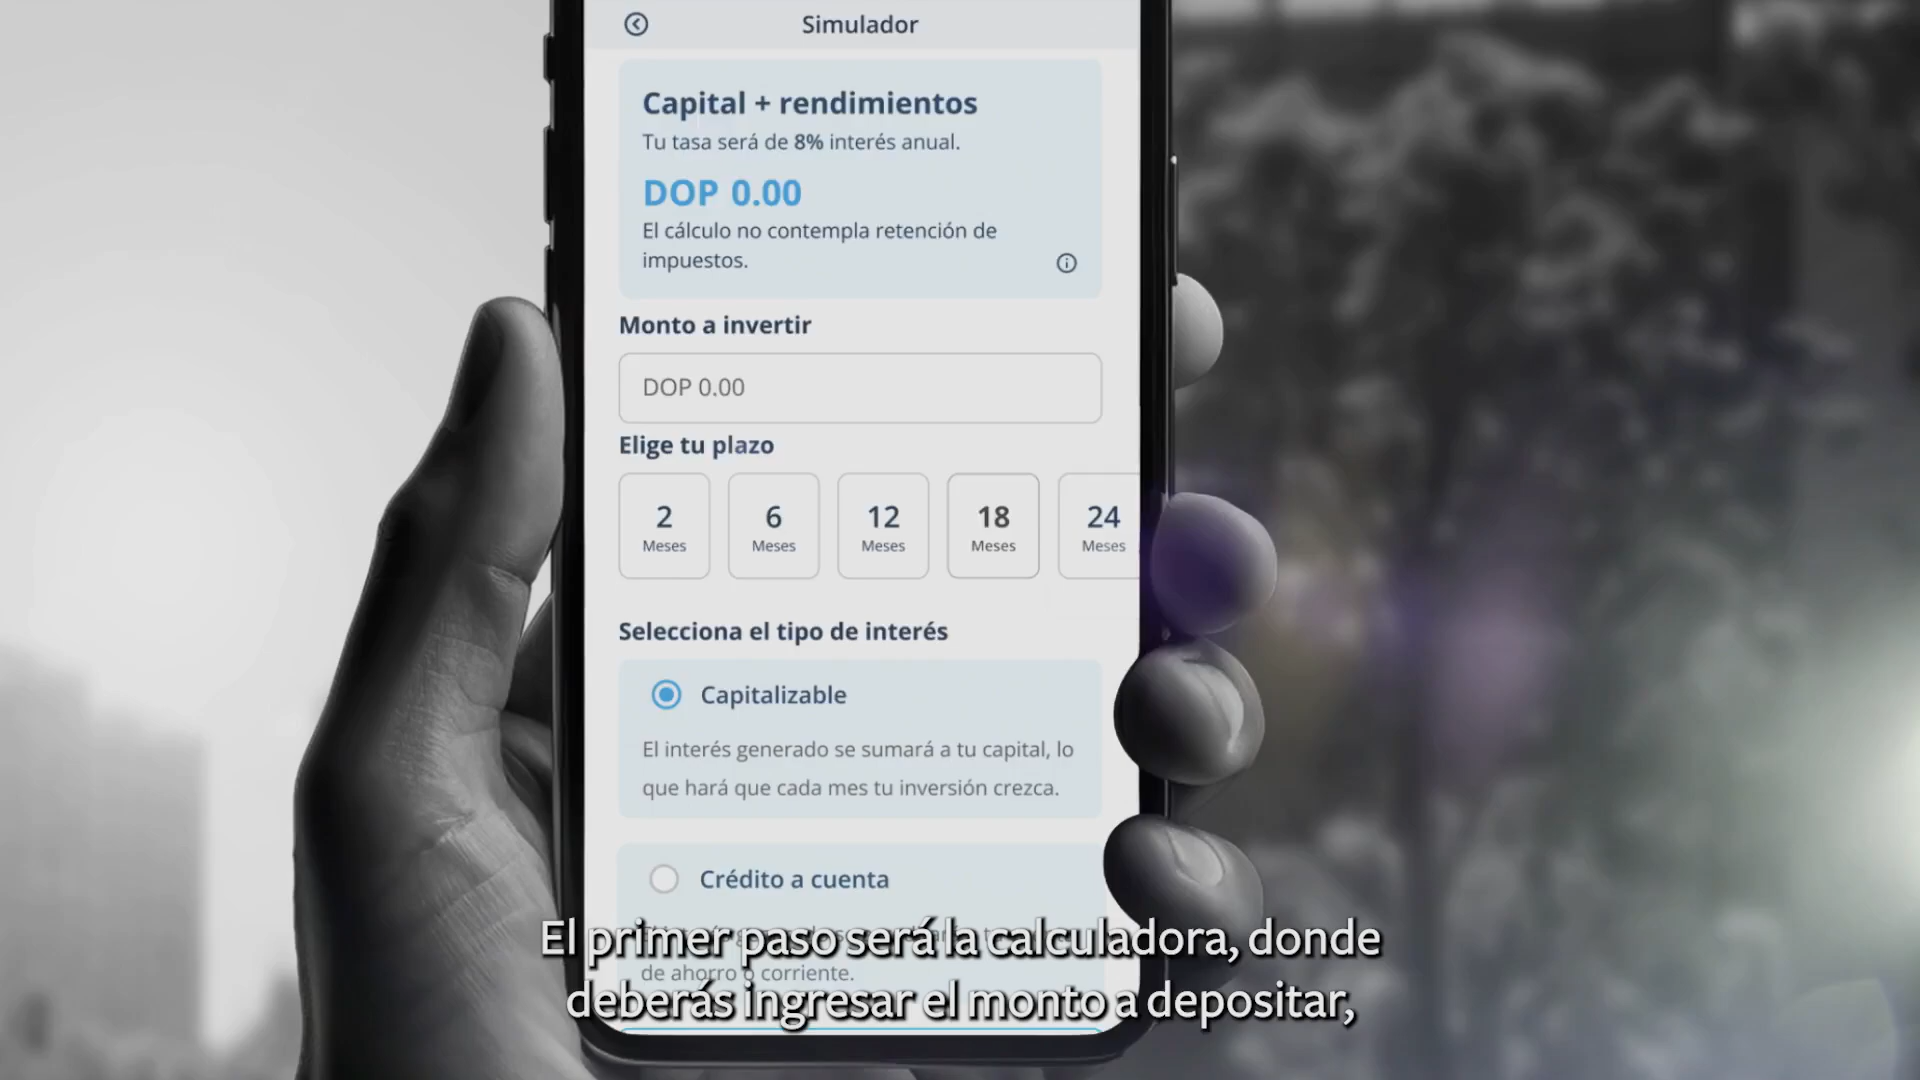 Simulador
Capital + rendimientos
Tu tasa será de 8% interés anual.
DOP 0.00
El cálculo no contempla retención de
impuestos.
Monto a invertir
DOP 0.00
Elige tu plazo
2 6 12 18 24
Meses Meses Meses Meses Meses
Selecciona el tipo de interés
Capitalizable
El interés generado se sumará a tu capital, lo
que hará que cada mes tu inversión crezca.
Crédito a cuenta
de ahorro o corriente.
El primer paso será la calculadora, donde
deberás ingresar el monto a depositar,